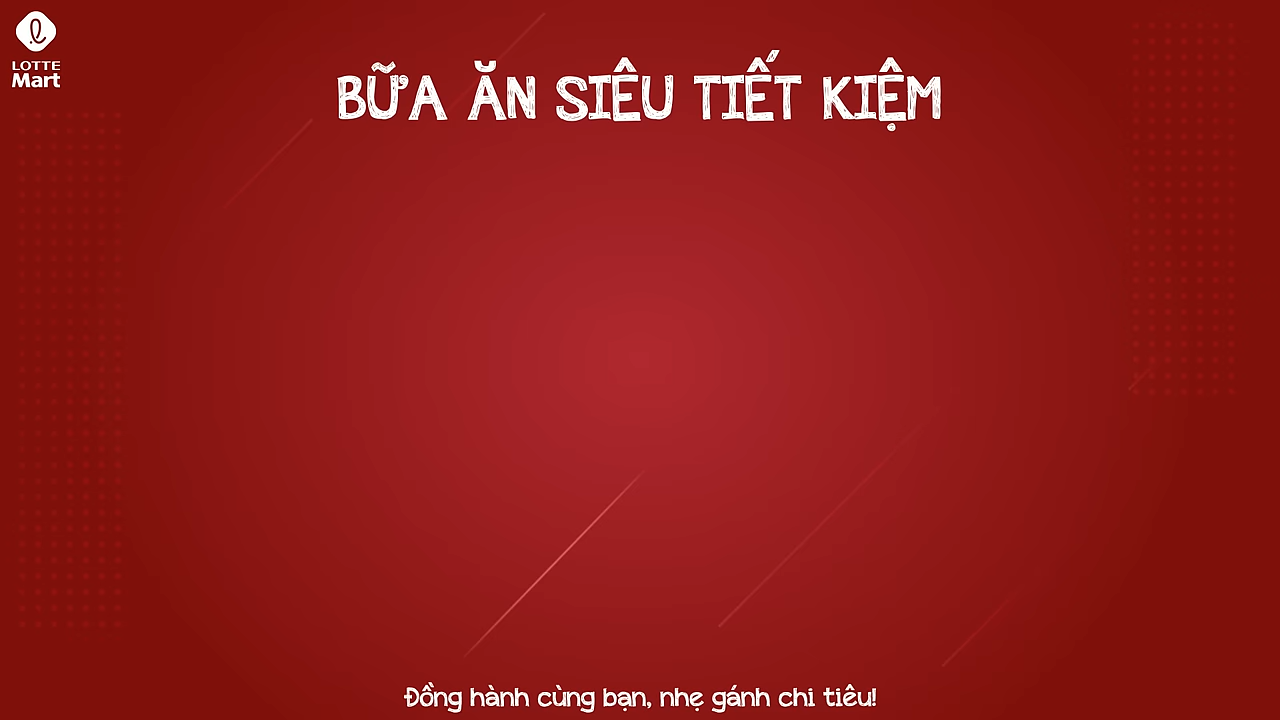 LOTTE
Mart
BỮA ĂN SIÊU TIẾT KIỆM
Đồng hành cùng bạn, nhẹ gánh chi tiêu!